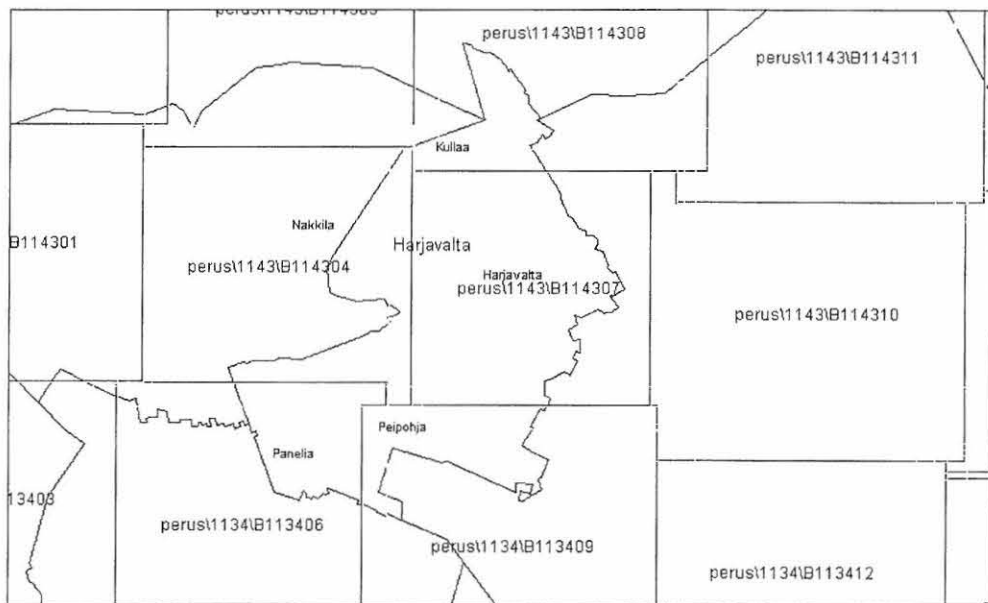 perus\1143\B114308
perus\1143\B114311
Kullaa
Nakkila
B114301
Harjavalta
perus\1143\B114304
Harjavalta
perus\1143\B114307
perus\1143\B114310
Peipohja
Panelia
13403
perus\1134\B113406
perus\1134\B113409
perus\1134\B113412